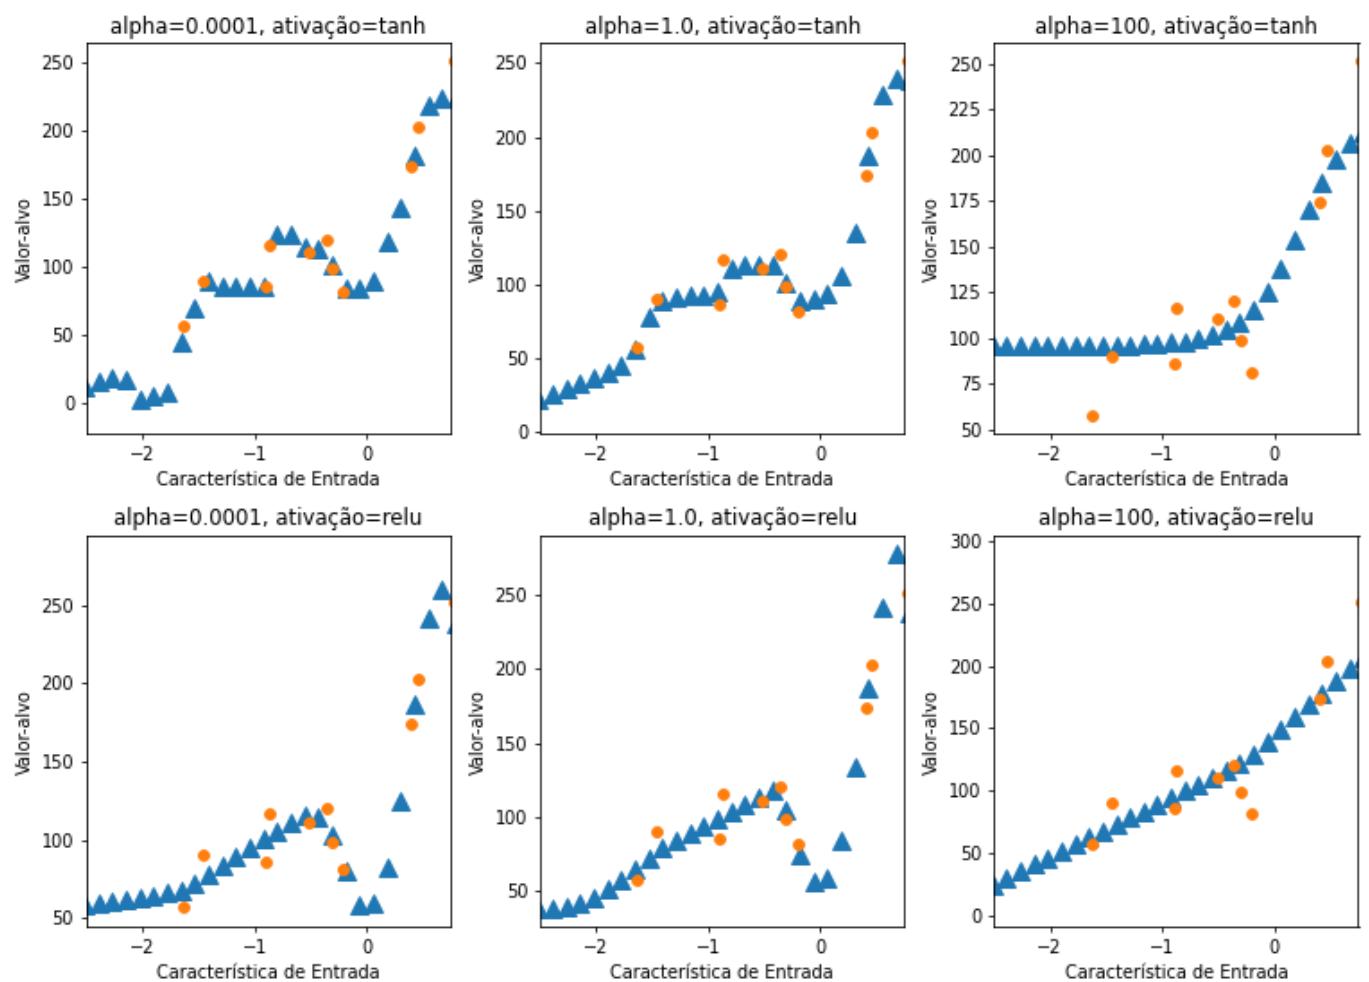 alpha=0.0001, ativação=tanh
250
200
150
100
50
0
Valor-alvo
−2 −1 0
Característica de Entrada
alpha=1.0, ativação=tanh
250
200
150
100
50
0
Valor-alvo
−2 −1 0
Característica de Entrada
alpha=100, ativação=tanh
250
225
200
175
150
125
100
75
50
Valor-alvo
−2 −1 0
Característica de Entrada
alpha=0.0001, ativação=relu
250
200
150
100
50
Valor-alvo
−2 −1 0
Característica de Entrada
alpha=1.0, ativação=relu
250
200
150
100
50
Valor-alvo
−2 −1 0
Característica de Entrada
alpha=100, ativação=relu
300
250
200
150
100
50
0
Valor-alvo
−2 −1 0
Característica de Entrada